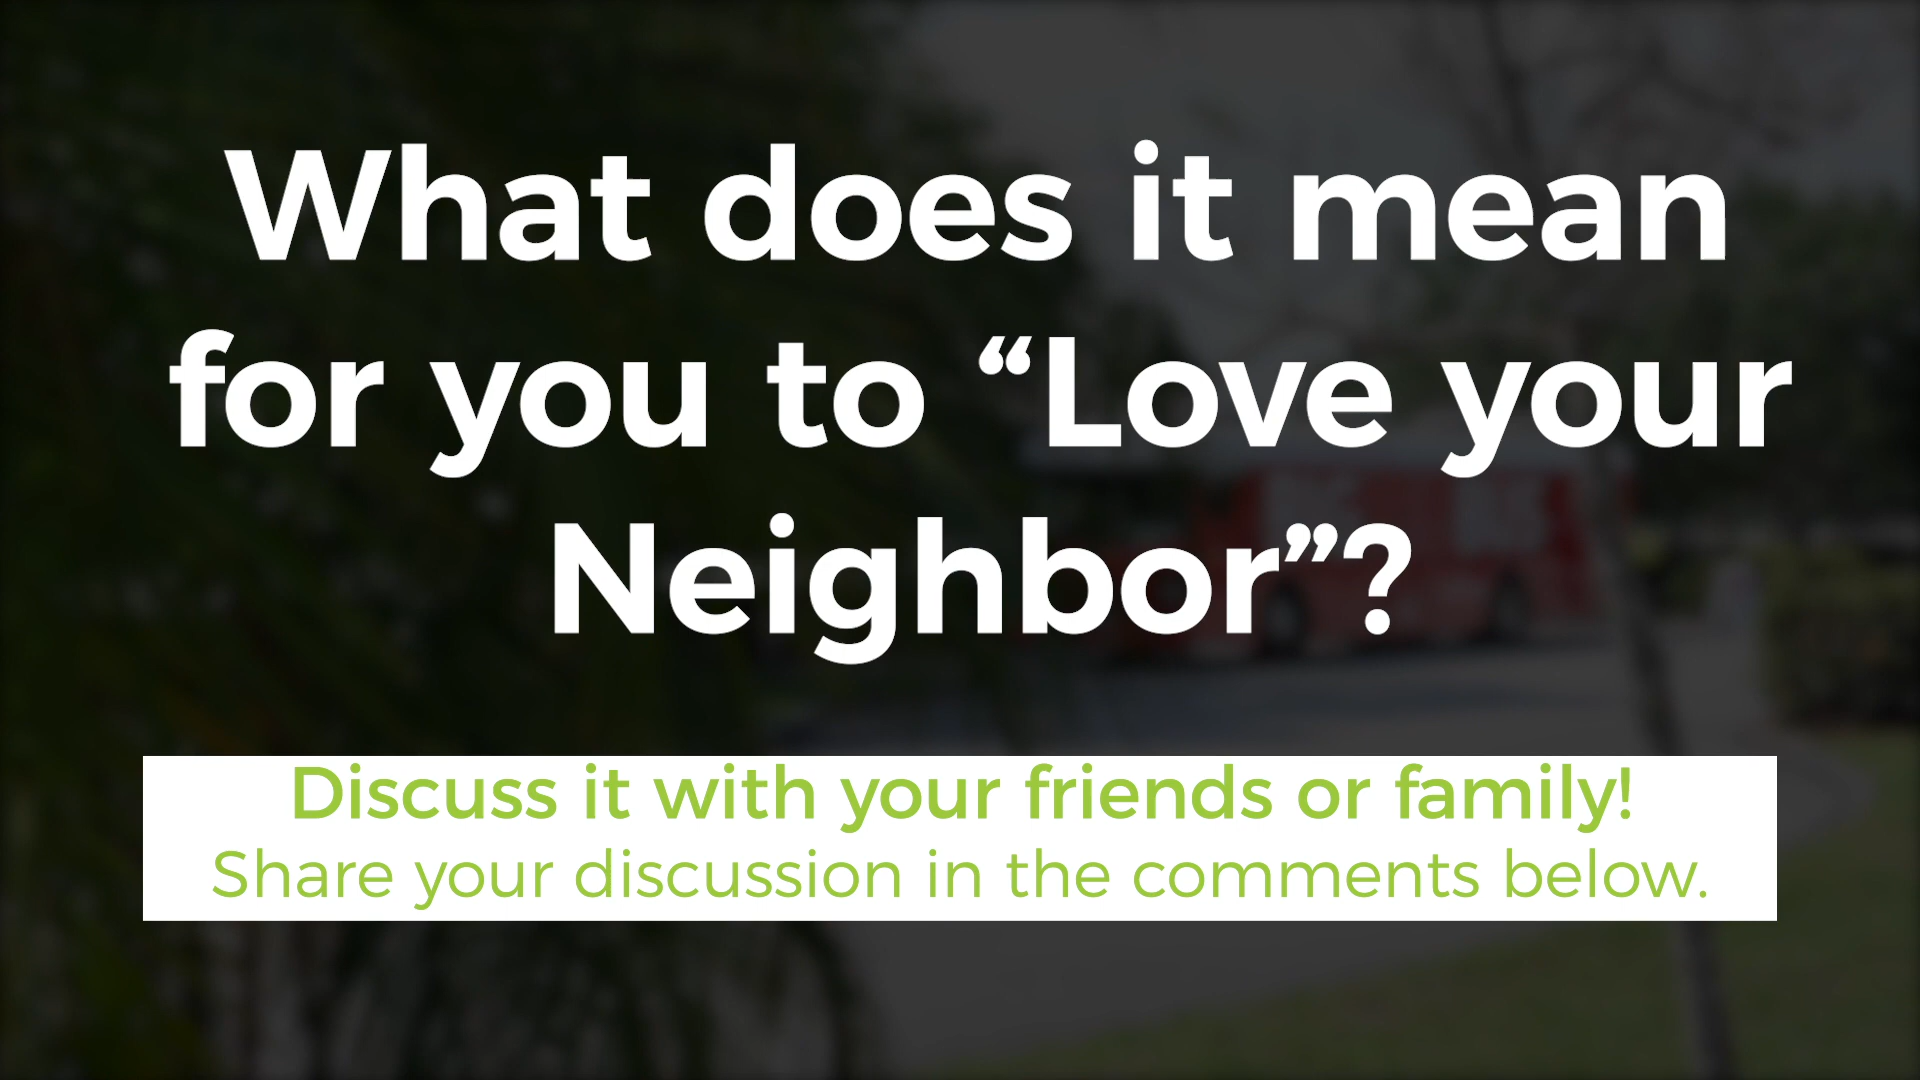 What does it mean
for you to “Love your
Neighbor”?
Discuss it with your friends or family!
Share your discussion in the comments below.